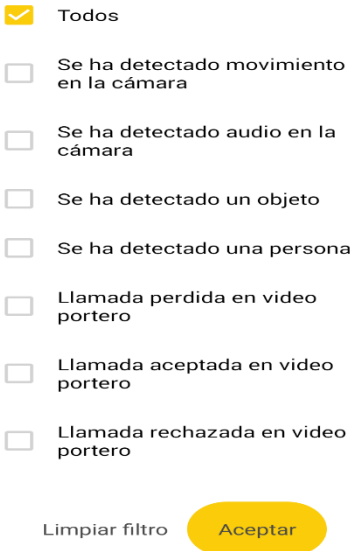 Todos
Se ha detectado movimiento
en la cámara
Se ha detectado audio en la
cámara
Se ha detectado un objeto
Se ha detectado una persona
Llamada perdida en video
portero
Llamada aceptada en video
portero
Llamada rechazada en video
portero
Limpiar filtro Aceptar